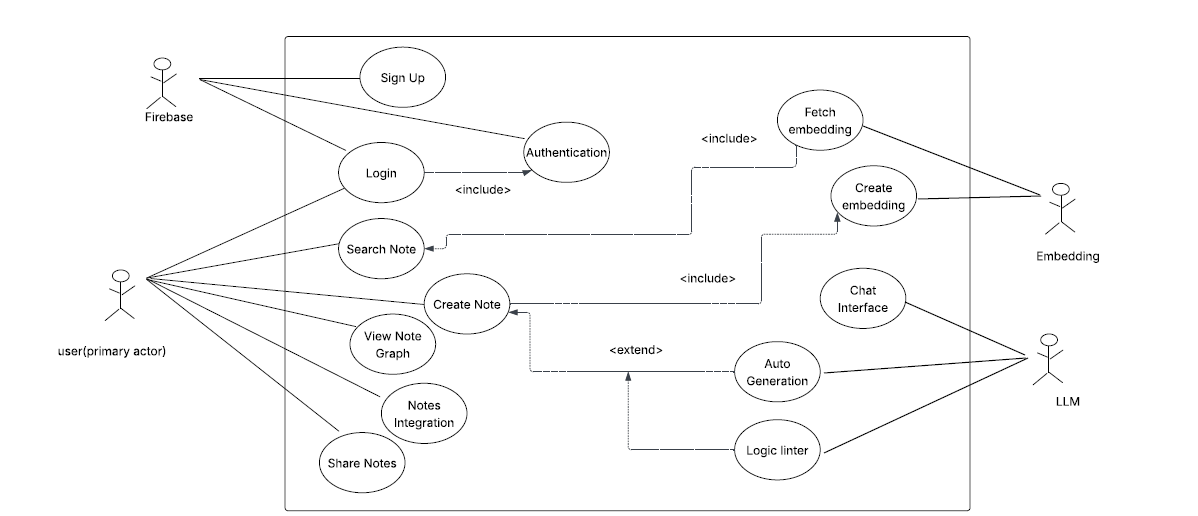 Sign Up
Firebase
<include>
Fetch
embedding
Authentication
Login
<include>
Create
embedding
Search Note
Embedding
<include>
Chat
Interface
Create Note
View Note
Graph
<extend>
user(primary actor)
Auto
Generation
LLM
Notes
Integration
Logic linter
Share Notes